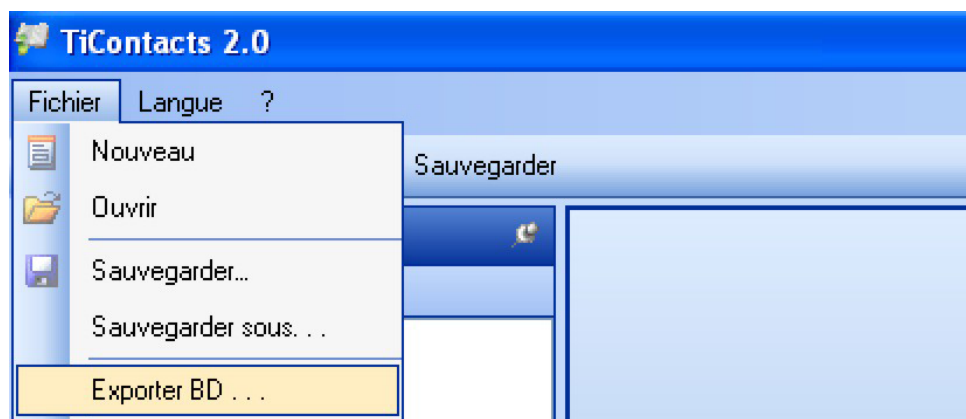 TiContacts 2.0
Fichier Langue ?
Nouveau
Sauvegarder
Ouvrir
Sauvegarder...
Sauvegarder sous. . .
Exporter BD . . .